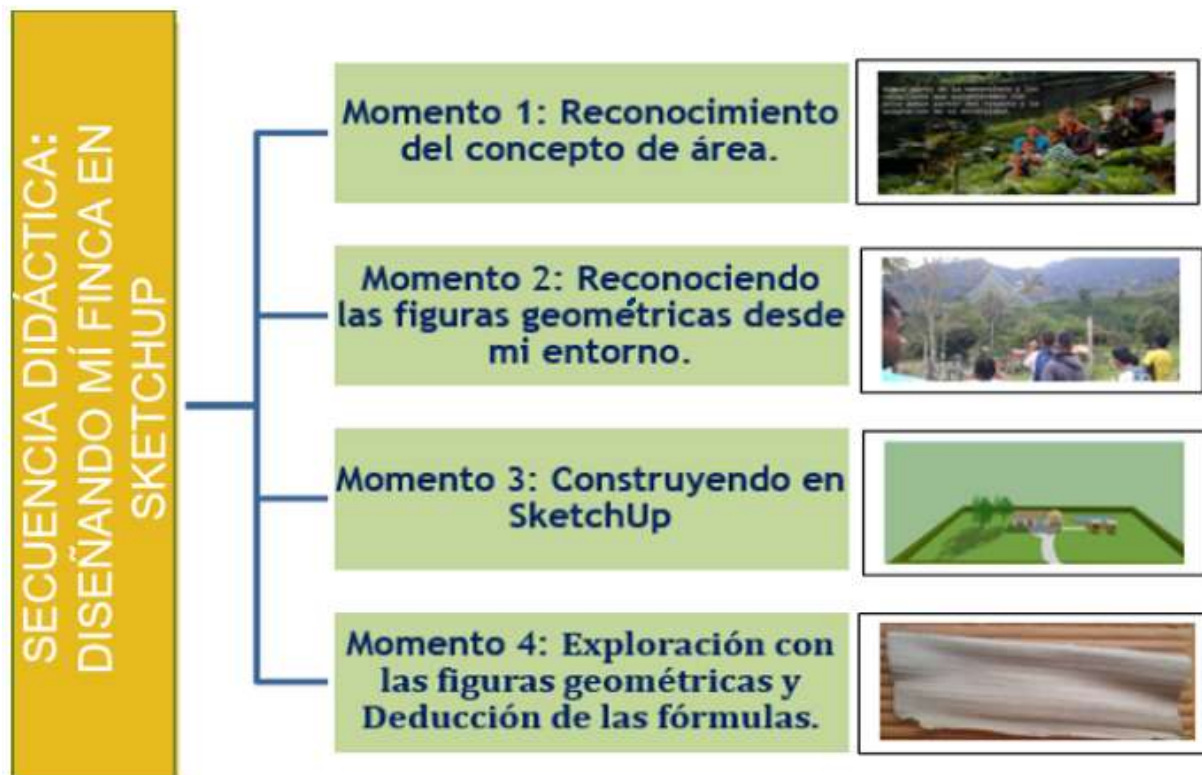 SECUENCIA DIDÁCTICA:
DISEÑANDO MÍ FINCA EN
SKETCHUP
Momento 1: Reconocimiento
del concepto de área.
Momento 2: Reconociendo
las figuras geométricas desde
mi entorno.
Momento 3: Construyendo en
SketchUp
Momento 4: Exploración con
las figuras geométricas y
Deducción de las fórmulas.